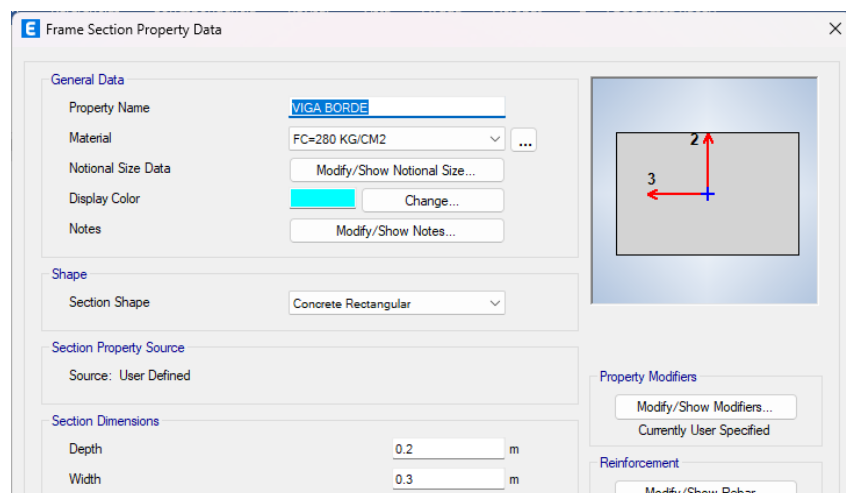 E Frame Section Property Data
General Data
Property Name VIGA BORDE
Material FC=280 KG/CM2 ...
Notional Size Data Modify/Show Notional Size...
Display Color Change...
Notes Modify/Show Notes...
2
3
Shape
Section Shape Concrete Rectangular
Section Property Source
Source: User Defined
Property Modifiers
Modify/Show Modifiers...
Currently User Specified
Section Dimensions
Depth 0.2 m
Width 0.3 m
Reinforcement
Modify/Show Rebar